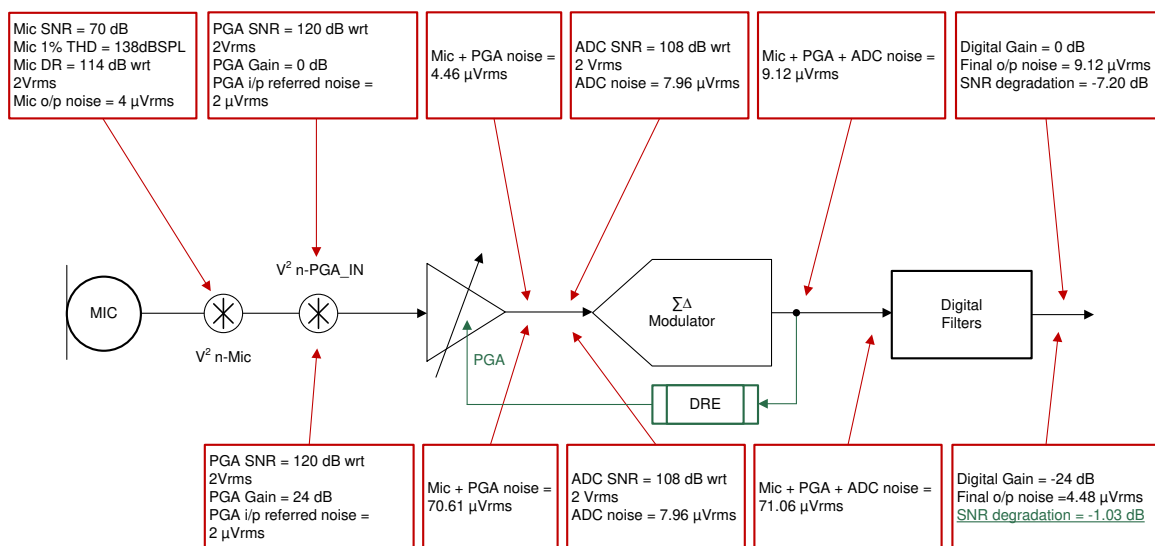 Mic SNR = 70 dB
Mic 1% THD = 138dBSPL
Mic DR = 114 dB wrt
2Vrms
Mic o/p noise = 4 µVrms
PGA SNR = 120 dB wrt
2Vrms
PGA Gain = 0 dB
PGA i/p referred noise =
2 µVrms
Mic + PGA noise =
4.46 µVrms
ADC SNR = 108 dB wrt
2 Vrms
ADC noise = 7.96 µVrms
Mic + PGA + ADC noise =
9.12 µVrms
Digital Gain = 0 dB
Final o/p noise = 9.12 µVrms
SNR degradation = -7.20 dB
V² n-PGA_IN
MIC
V² n-Mic
PGA
∑Δ
Modulator
DRE
Digital
Filters
PGA SNR = 120 dB wrt
2Vrms
PGA Gain = 24 dB
PGA i/p referred noise =
2 µVrms
Mic + PGA noise =
70.61 µVrms
ADC SNR = 108 dB wrt
2 Vrms
ADC noise = 7.96 µVrms
Mic + PGA + ADC noise =
71.06 µVrms
Digital Gain = -24 dB
Final o/p noise =4.48 µVrms
SNR degradation = -1.03 dB